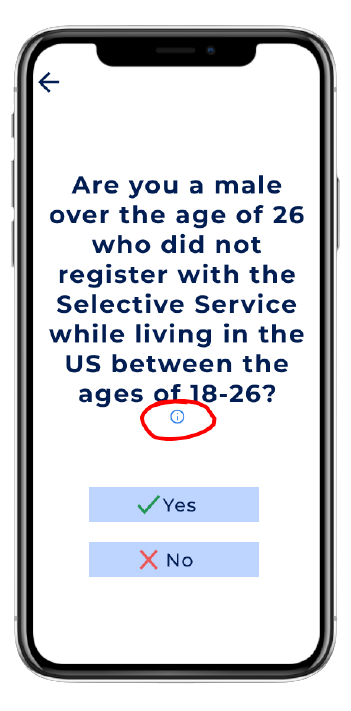 Are you a male
over the age of 26
who did not
register with the
Selective Service
while living in the
US between the
ages of 18-26?
Yes
No